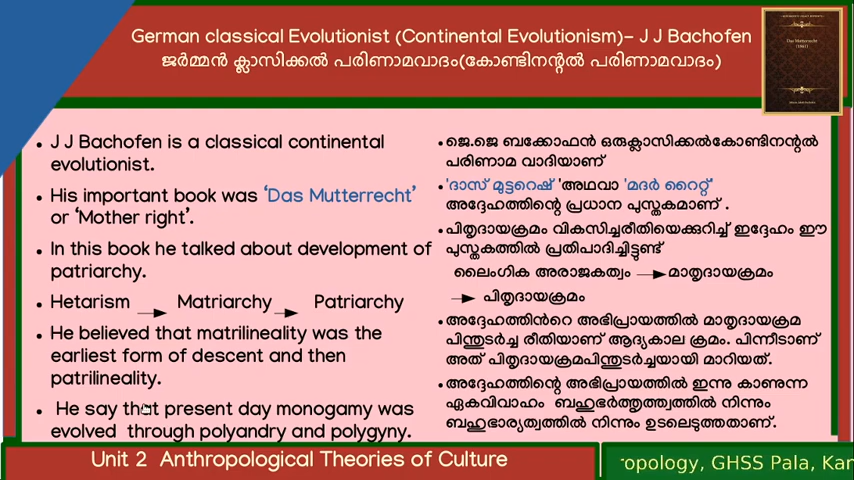 German classical Evolutionist (Continental Evolutionism)– J J Bachofen
ജർമ്മൻ ക്ലാസിക്കൽ പരിണാമവാദം(കോണ്ടിനന്റൽ പരിണാമവാദം)
Das Mutterrecht
(1861)
• J J Bachofen is a classical continental
evolutionist.
• His important book was ‘Das Mutterrecht’
or ‘Mother right’.
• In this book he talked about development of
patriarchy.
• Hetarism → Matriarchy → Patriarchy
• He believed that matrilineality was the
earliest form of descent and then
patrilineality.
• He say that present day monogamy was
evolved through polyandry and polygyny.
• ജെ.ജെ ബക്കോഫൻ ഒരുക്ലാസിക്കൽകോണ്ടിനന്റൽ
പരിണാമ വാദിയാണ്
• 'ദാസ് മുട്ടറെഷ്' 'അഥവാ 'മദർ റൈറ്റ്'
അദ്ദേഹത്തിന്റെ പ്രധാന പുസ്തകമാണ് .
• പിതൃദായക്രമം വികസിച്ചരീതിയെക്കുറിച്ച് ഇദ്ദേഹം ഈ
പുസ്തകത്തിൽ പ്രതിപാദിച്ചിട്ടുണ്ട്
ലൈംഗിക അരാജകത്വം → മാതൃദായക്രമം
→ പിതൃദായക്രമം
• അദ്ദേഹത്തിൻറെ അഭിപ്രായത്തിൽ മാതൃദായക്രമ
പിന്തുടർച്ച രീതിയാണ് ആദ്യകാല ക്രമം. പിന്നീടാണ്
അത് പിതൃദായക്രമപിന്തുടർച്ചയായി മാറിയത്.
• അദ്ദേഹത്തിന്റെ അഭിപ്രായത്തിൽ ഇന്നു കാണുന്ന
ഏകവിവാഹം ബഹുഭർത്തൃത്ത്വത്തിൽ നിന്നും
ബഹുഭാര്യത്വത്തിൽ നിന്നും ഉടലെടുത്തതാണ്.
Unit 2 Anthropological Theories of Culture
ropology, GHSS Pala, Kan